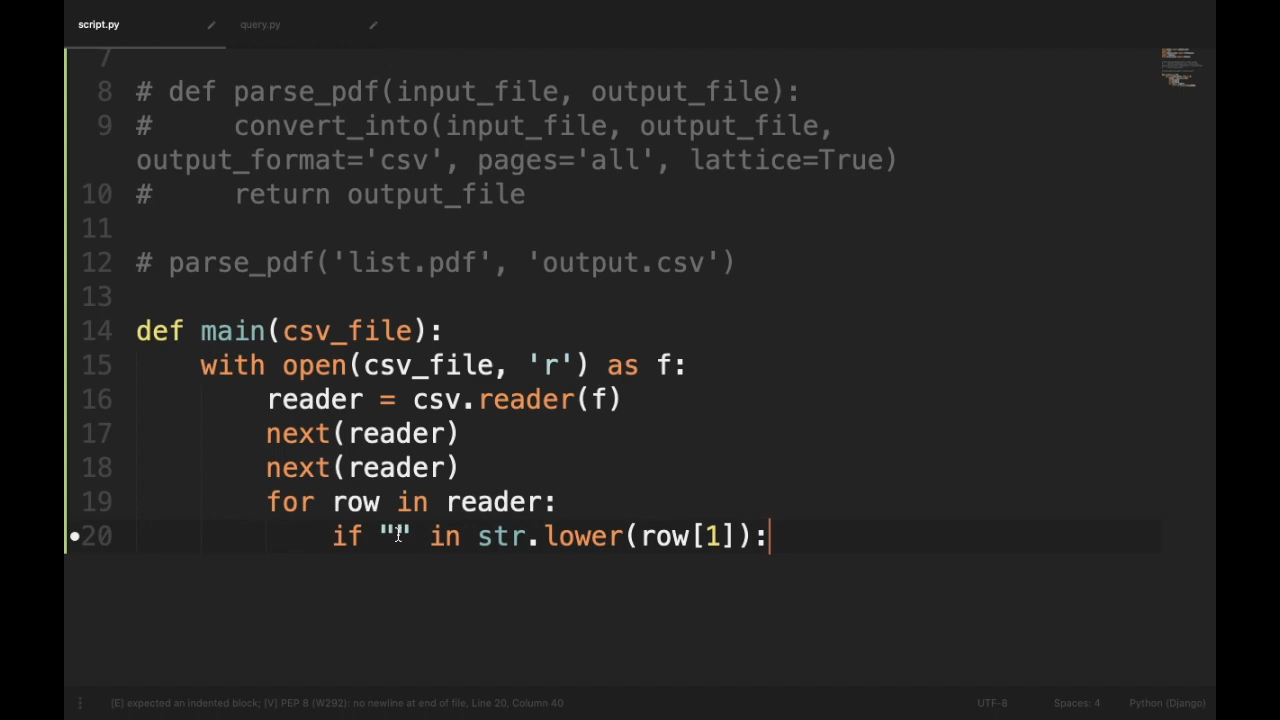 script.py
query.py
7
8 # def parse_pdf(input_file, output_file):
9 #     convert_into(input_file, output_file,
output_format='csv', pages='all', lattice=True)
10 #     return output_file
11
12 # parse_pdf('list.pdf', 'output.csv')
13
14 def main(csv_file):
15     with open(csv_file, 'r') as f:
16         reader = csv.reader(f)
17         next(reader)
18         next(reader)
19         for row in reader:
20             if "" in str.lower(row[1]):
[E] expected an indented block; [V] PEP 8 (W292): no newline at end of file, Line 20, Column 40
UTF-8
Spaces: 4
Python (Django)